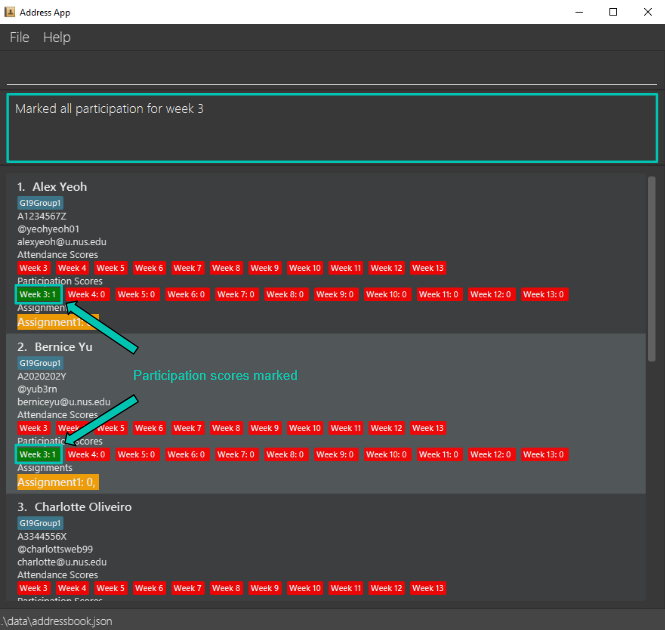 Address App
File Help
Marked all participation for week 3
1. Alex Yeoh
G19Group1
A1234567Z
@yeohyeoh01
alexyeoh@u.nus.edu
Attendance Scores
Week 3 Week 4 Week 5 Week 6 Week 7 Week 8 Week 9 Week 10 Week 11 Week 12 Week 13
Participation Scores
Week 3: 1 Week 4: 0 Week 5: 0 Week 6: 0 Week 7: 0 Week 8: 0 Week 9: 0 Week 10: 0 Week 11: 0 Week 12: 0 Week 13: 0
Assignments
Assignment1: 0,
2. Bernice Yu
G19Group1
A2020202Y
@yub3rn
Participation scores marked
berniceyu@u.nus.edu
Attendance Scores
Week 3 Week 4 Week 5 Week 6 Week 7 Week 8 Week 9 Week 10 Week 11 Week 12 Week 13
Participation Scores
Week 3: 1 Week 4: 0 Week 5: 0 Week 6: 0 Week 7: 0 Week 8: 0 Week 9: 0 Week 10: 0 Week 11: 0 Week 12: 0 Week 13: 0
Assignments
Assignment1: 0,
3. Charlotte Oliveiro
G19Group1
A3344556X
@charlottsweb99
charlotte@u.nus.edu
Attendance Scores
Week 3 Week 4 Week 5 Week 6 Week 7 Week 8 Week 9 Week 10 Week 11 Week 12 Week 13
Participation Scores
.\data\addressbook.json